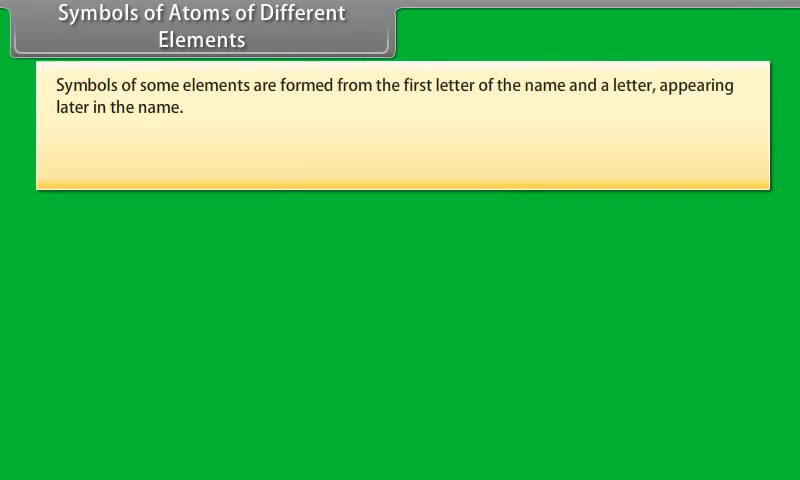 Symbols of Atoms of Different
Elements
Symbols of some elements are formed from the first letter of the name and a letter, appearing
later in the name.